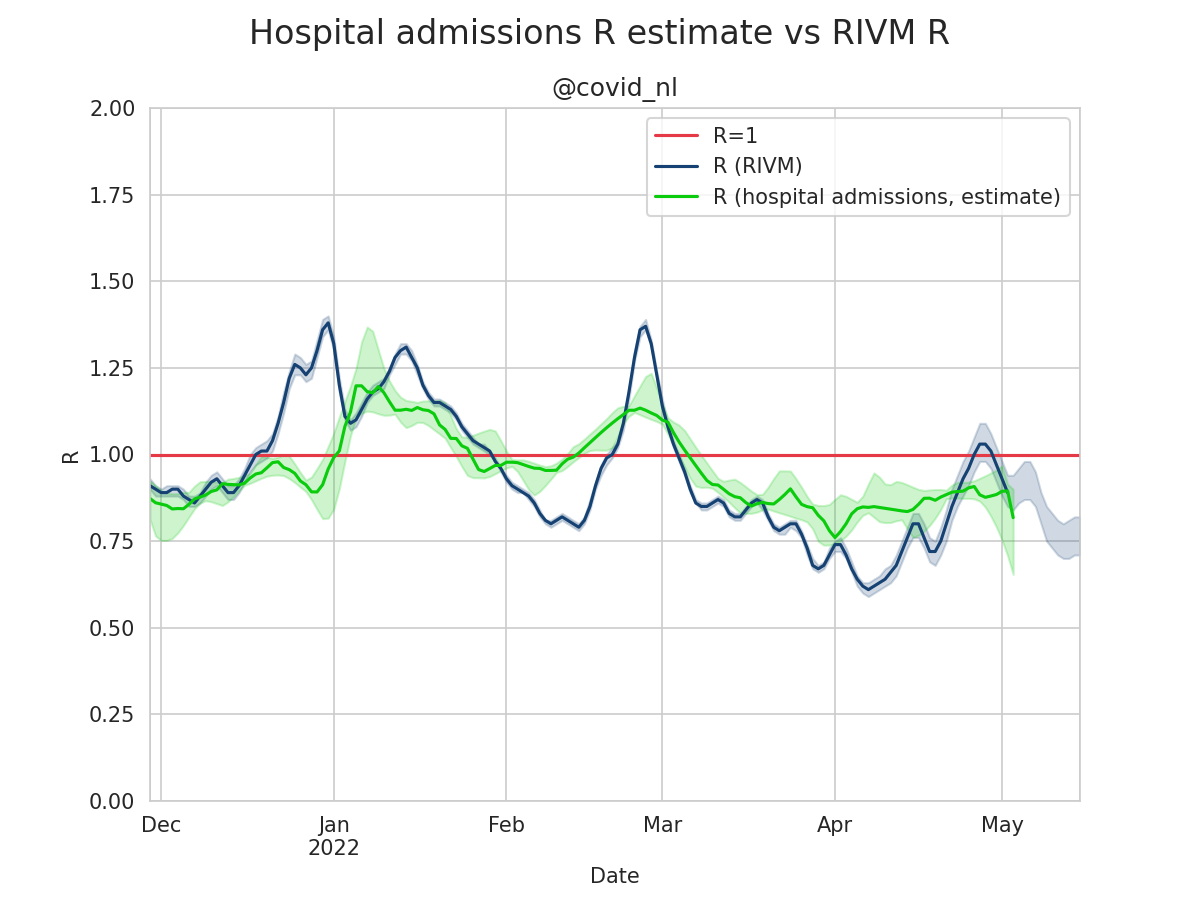 Hospital admissions R estimate vs RIVM R
@covid_nl
R=1
R (RIVM)
R (hospital admissions, estimate)
2.00
1.75
1.50
1.25
1.00
0.75
0.50
0.25
0.00
R
Dec Jan Feb Mar Apr May
2022
Date